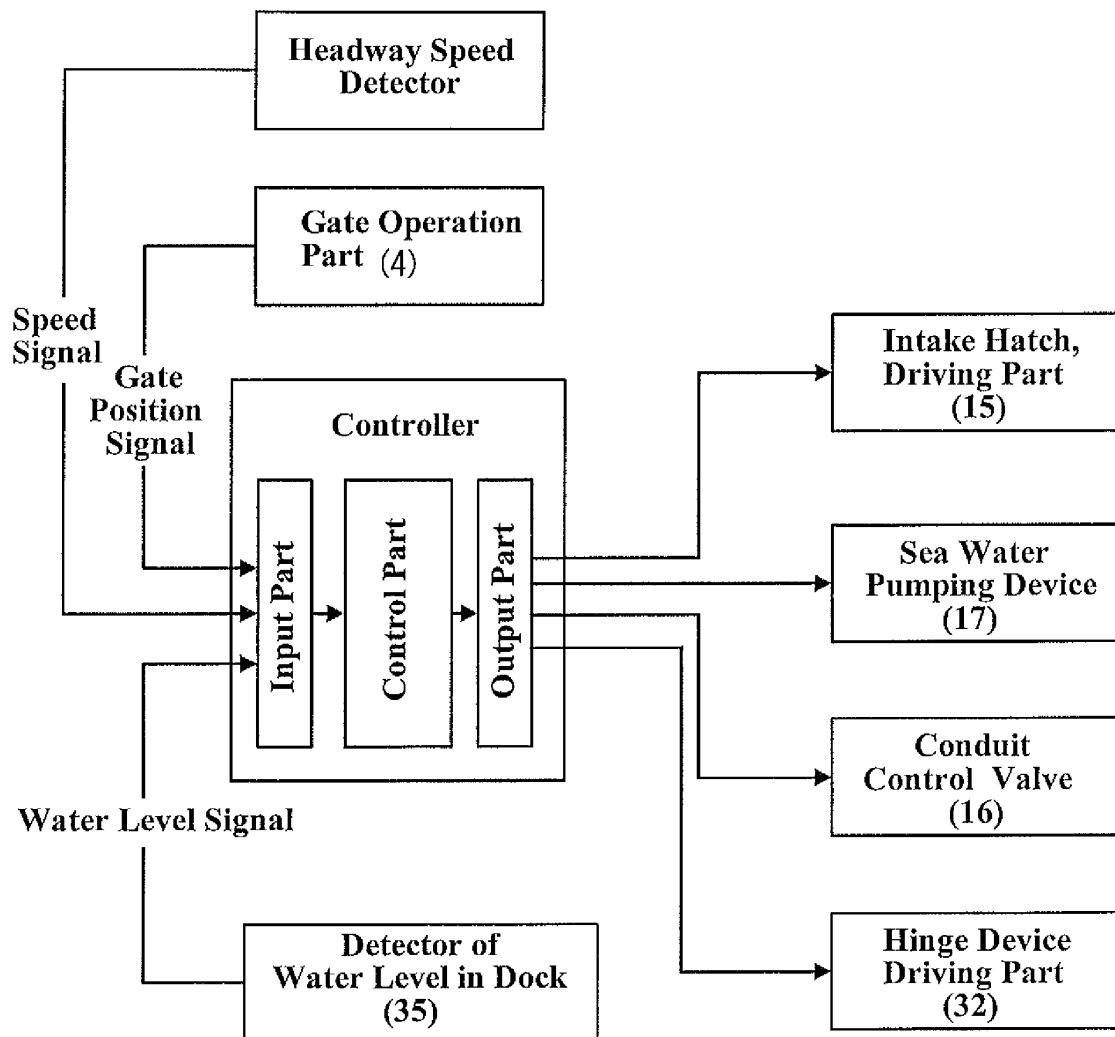 Headway Speed
Detector
Gate Operation
Part (4)
Speed
Signal
Gate
Position
Signal
Controller
Input Part
Control Part
Output Part
Intake Hatch,
Driving Part
(15)
Sea Water
Pumping Device
(17)
Conduit
Control Valve
(16)
Water Level Signal
Detector of
Water Level in Dock
(35)
Hinge Device
Driving Part
(32)